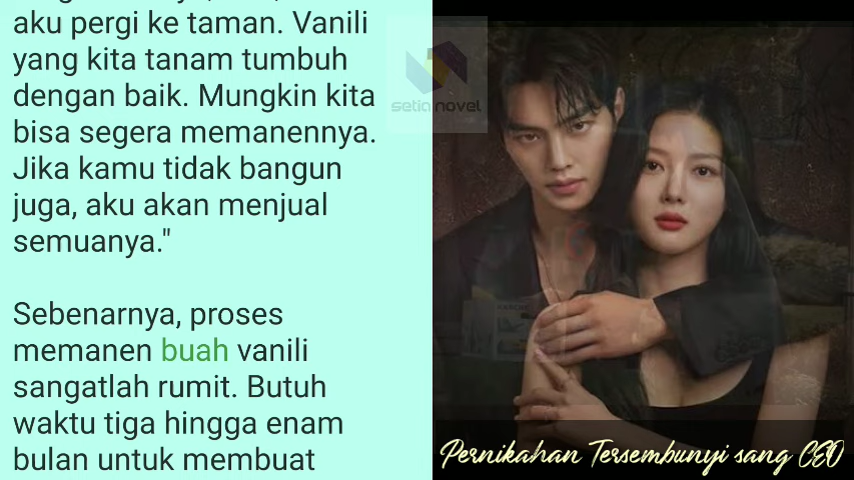 aku pergi ke taman. Vanili
yang kita tanam tumbuh
dengan baik. Mungkin kita
bisa segera memanennya.
Jika kamu tidak bangun
juga, aku akan menjual
semuanya."
Sebenarnya, proses
memanen buah vanili
sangatlah rumit. Butuh
waktu tiga hingga enam
bulan untuk membuat
setia novel
Pernikahan Tersembunyi sang CEO